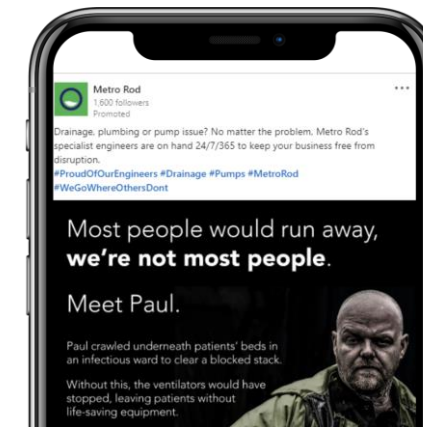 Metro Rod
1,600 followers
Promoted
Drainage, plumbing or pump issue? No matter the problem. Metro Rod's
specialist engineers are on hand 24/7/365 to keep your business free from
disruption.
#ProudOfOurEngineers #Drainage #Pumps #MetroRod
#WeGoWhereOthersDont
Most people would run away,
we're not most people.
Meet Paul.
Paul crawled underneath patients' beds in
an infectious ward to clear a blocked stack.
Without this, the ventilators would have
stopped, leaving patients without
life-saving equipment.